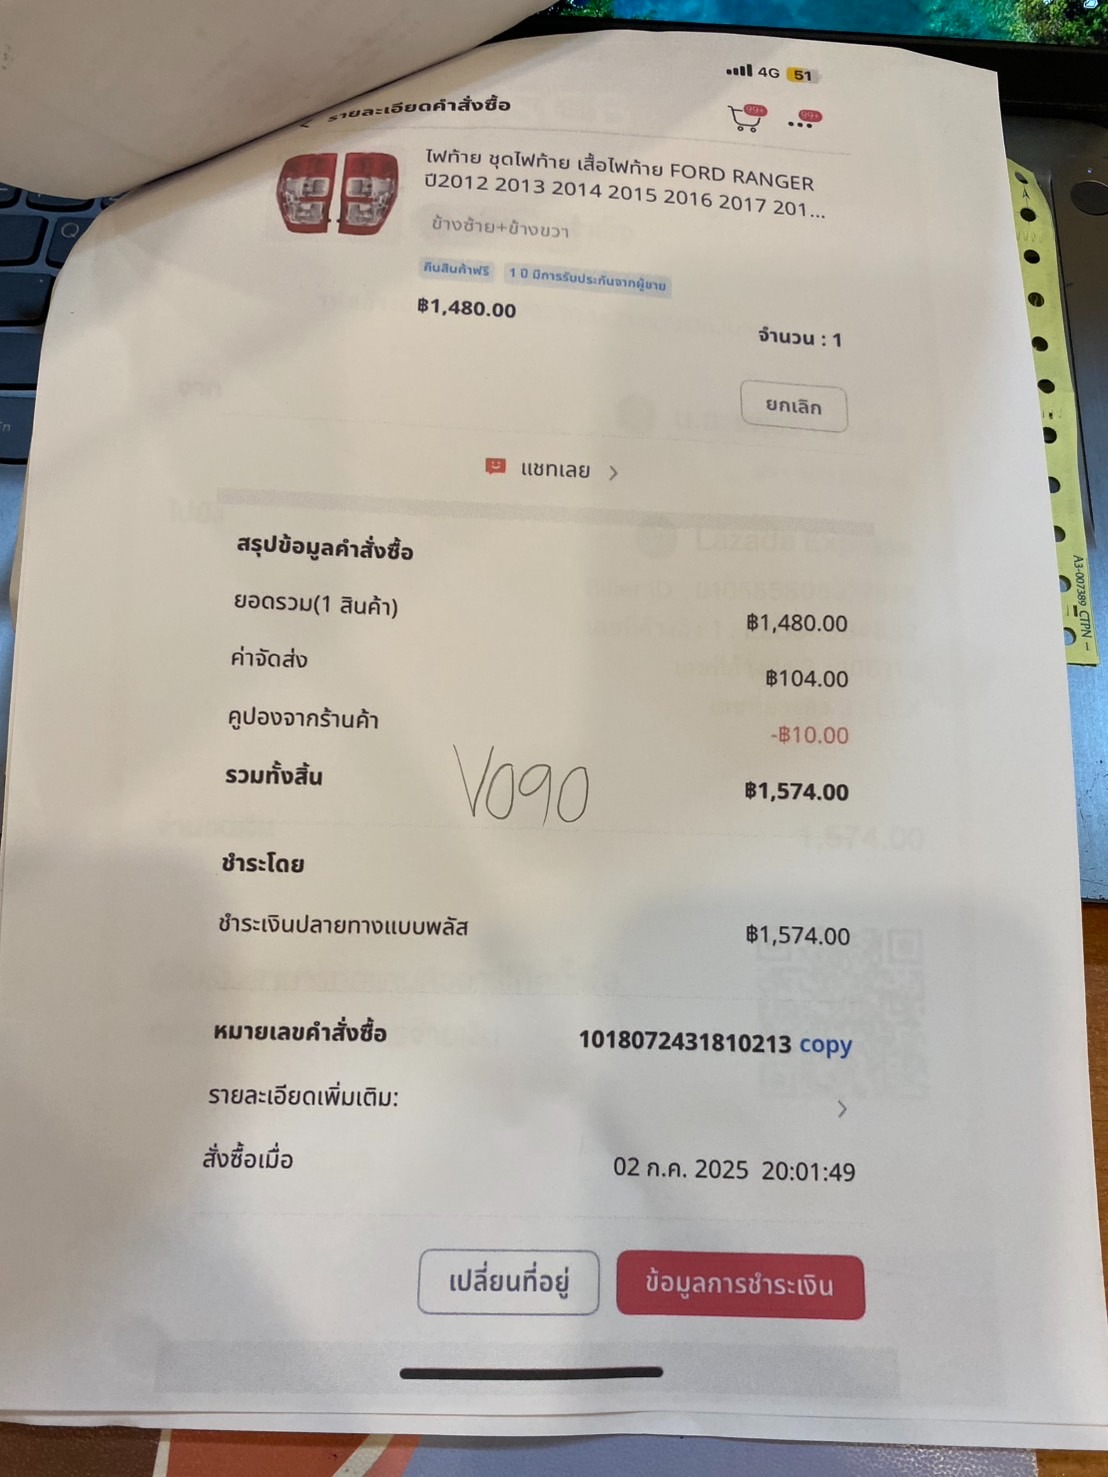 4G 51
รายละเอียดคำสั่งซื้อ
99+ 99+
ไฟท้าย ชุดไฟท้าย เสื้อไฟท้าย FORD RANGER
ปี2012 2013 2014 2015 2016 2017 201...
ข้างซ้าย+ข้างขวา
คืนสินค้าฟรี 1 ปี มีการรับประกันจากผู้ขาย
฿1,480.00
จำนวน : 1
ยกเลิก
แชทเลย
สรุปข้อมูลคำสั่งซื้อ
ยอดรวม(1 สินค้า) ฿1,480.00
ค่าจัดส่ง ฿104.00
คูปองจากร้านค้า -฿10.00
รวมทั้งสิ้น ฿1,574.00
V090
ชำระโดย
ชำระเงินปลายทางแบบพลัส ฿1,574.00
หมายเลขคำสั่งซื้อ 1018072431810213 copy
รายละเอียดเพิ่มเติม:
สั่งซื้อเมื่อ 02 ก.ค. 2025 20:01:49
เปลี่ยนที่อยู่ ข้อมูลการชำระเงิน
A3-007389 CTPN